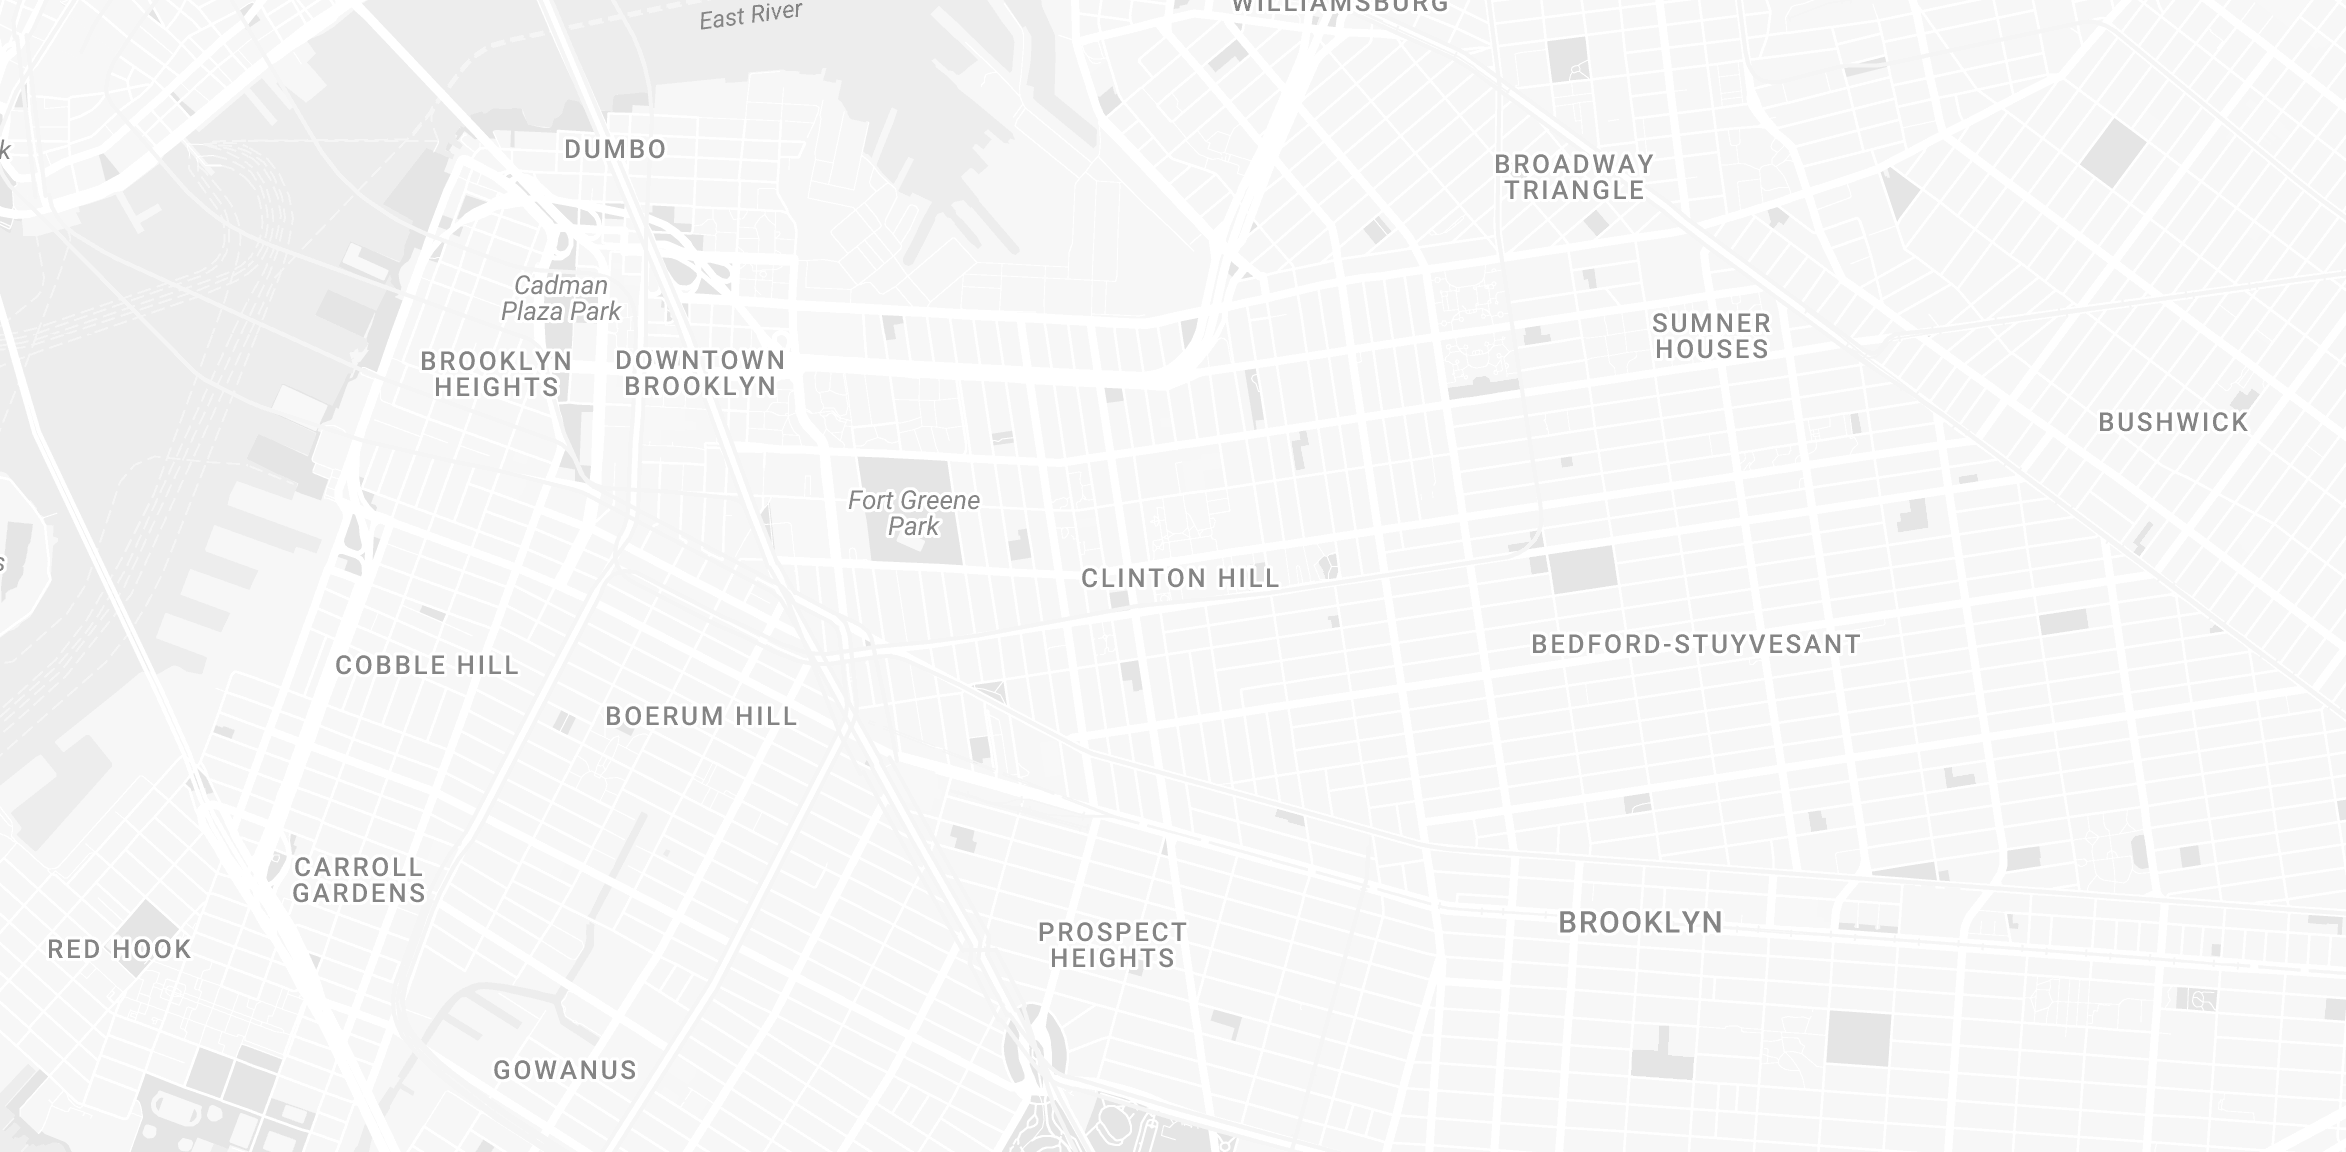 East River
WILLIAMSBURG
DUMBO
k
BROADWAY
TRIANGLE
Cadman
Plaza Park
SUMNER
HOUSES
BROOKLYN
HEIGHTS
DOWNTOWN
BROOKLYN
BUSHWICK
Fort Greene
Park
s
CLINTON HILL
BEDFORD-STUYVESANT
COBBLE HILL
BOERUM HILL
CARROLL
GARDENS
RED HOOK
PROSPECT
HEIGHTS
BROOKLYN
GOWANUS